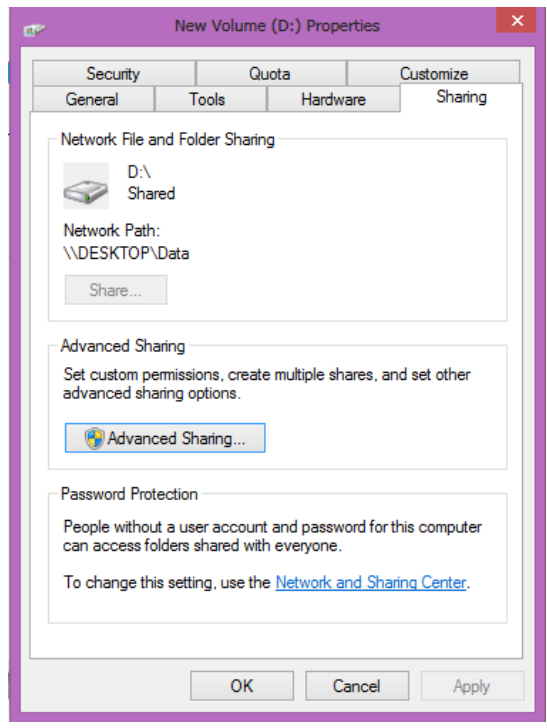 New Volume (D:) Properties
Security
Quota
Customize
General
Tools
Hardware
Sharing
Network File and Folder Sharing
D:\
Shared
Network Path:
\\DESKTOP\Data
Share...
Advanced Sharing
Set custom permissions, create multiple shares, and set other
advanced sharing options.
Advanced Sharing...
Password Protection
People without a user account and password for this computer
can access folders shared with everyone.
To change this setting, use the Network and Sharing Center.
OK
Cancel
Apply